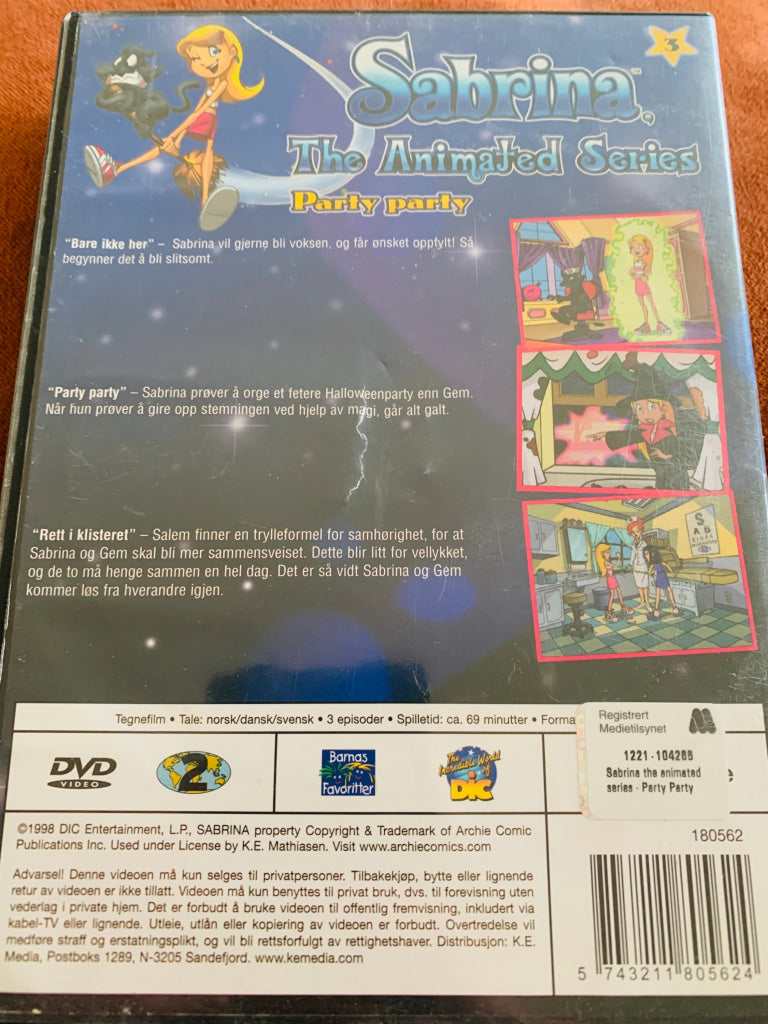 3
Sabrina™
The Animated Series
Party party
"Bare ikke her" – Sabrina vil gjerne bli voksen, og får ønsket oppfylt! Så
begynner det å bli slitsomt.
"Party party" – Sabrina prøver å orge et fetere Halloweenparty enn Gem.
Når hun prøver å gire opp stemningen ved hjelp av magi, går alt galt.
"Rett i klisteret" – Salem finner en trylleformel for samhørighet, for at
Sabrina og Gem skal bli mer sammensveiset. Dette blir litt for vellykket,
og de to må henge sammen en hel dag. Det er så vidt Sabrina og Gem
kommer løs fra hverandre igjen.
S
A B
Tegnefilm • Tale: norsk/dansk/svensk • 3 episoder • Spilletid: ca. 69 minutter • Forma
Registrert
Medietilsynet
1221-104285
Sabrina the animated
series - Party Party
DVD
VIDEO
2
Barnas
Favoritter
The
Incredible World
of
DIC
e
©1998 DIC Entertainment, L.P., SABRINA property Copyright & Trademark of Archie Comic
Publications Inc. Used under License by K.E. Mathiasen. Visit www.archiecomics.com
Advarsel! Denne videoen må kun selges til privatpersoner. Tilbakekjøp, bytte eller lignende
retur av videoen er ikke tillatt. Videoen må kun benyttes til privat bruk, dvs. til forevisning uten
vederlag i private hjem. Det er forbudt å bruke videoen til offentlig fremvisning, inkludert via
kabel-TV eller lignende. Utleie, utlån eller kopiering av videoen er forbudt. Overtredelse vil
medføre straff og erstatningsplikt, og vil bli rettsforfulgt av rettighetshaver. Distribusjon: K.E.
Media, Postboks 1289, N-3205 Sandefjord. www.kemedia.com
180562
5 743211 805624